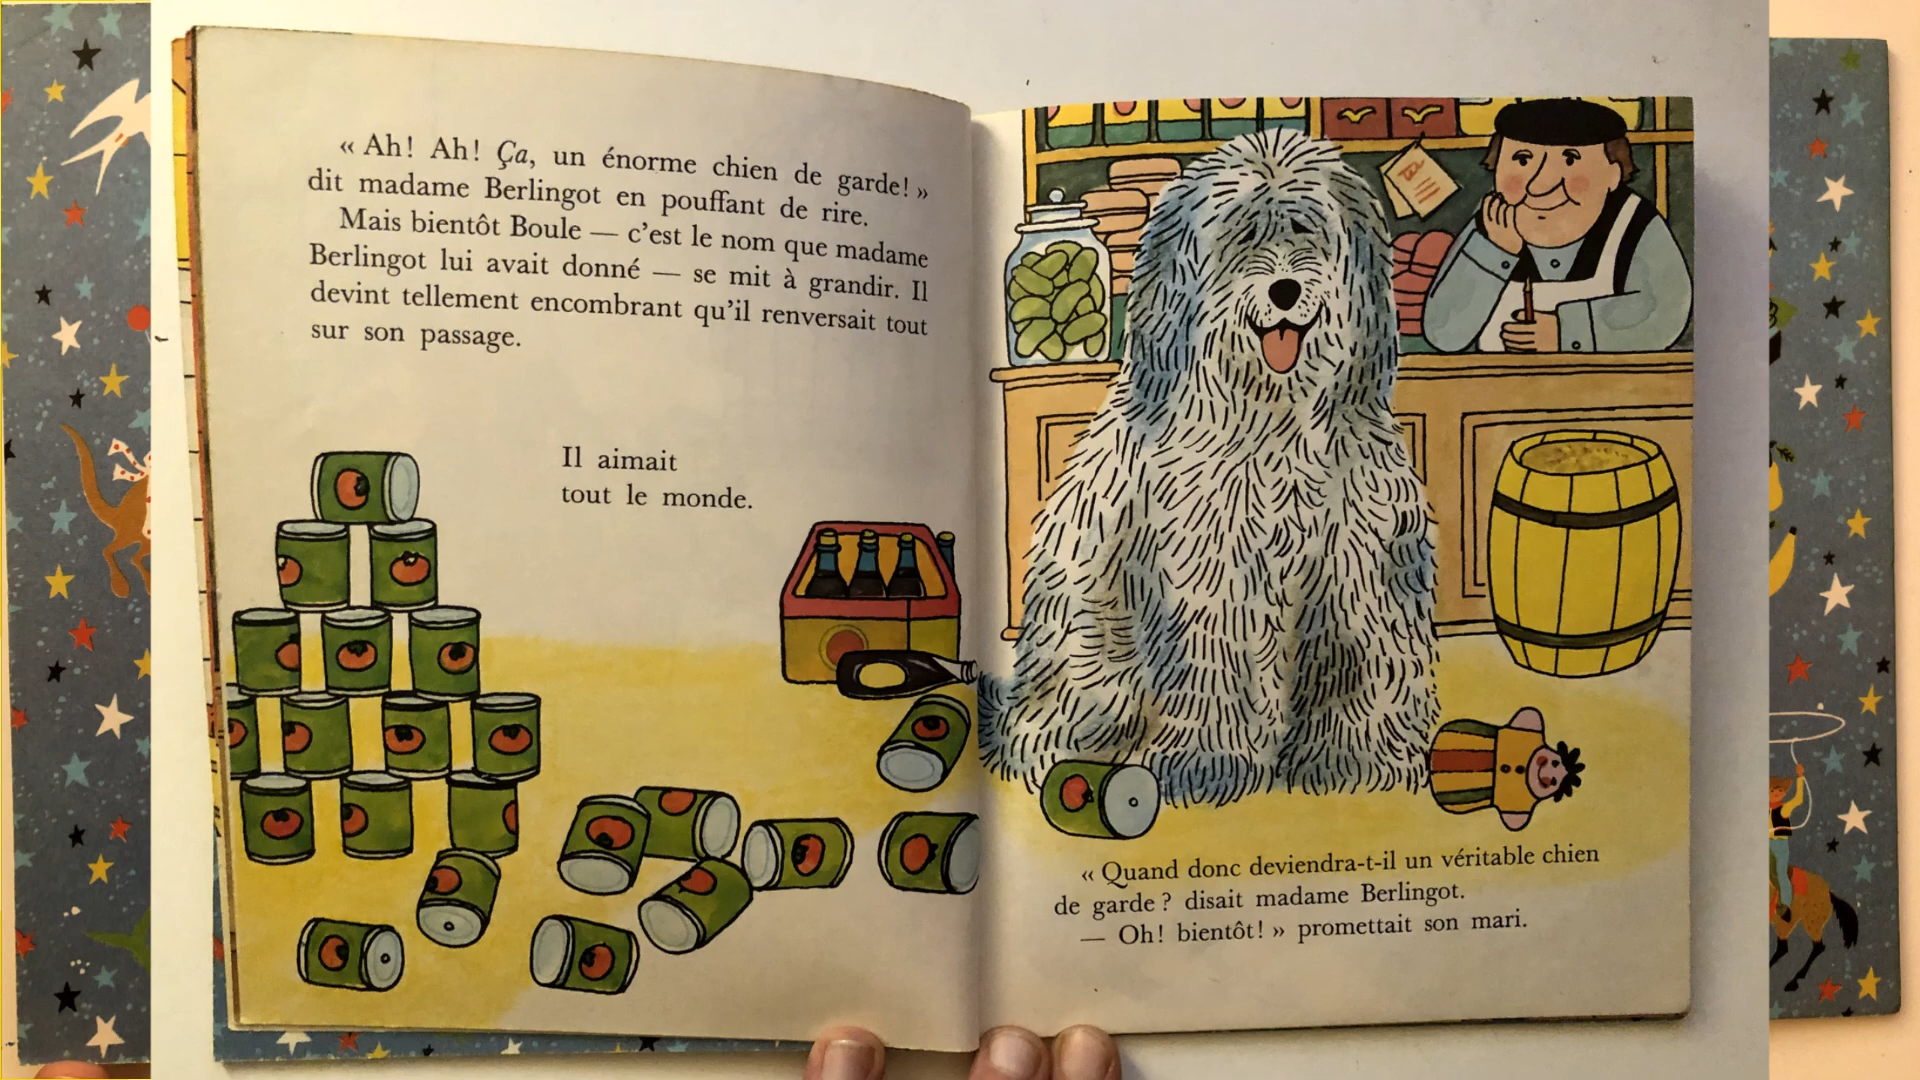 « Ah! Ah! Ça, un énorme chien de garde! »
dit madame Berlingot en pouffant de rire.
Mais bientôt Boule — c’est le nom que madame
Berlingot lui avait donné — se mit à grandir. Il
devint tellement encombrant qu’il renversait tout
sur son passage.
Il aimait
tout le monde.
« Quand donc deviendra-t-il un véritable chien
de garde ? disait madame Berlingot.
— Oh! bientôt! » promettait son mari.